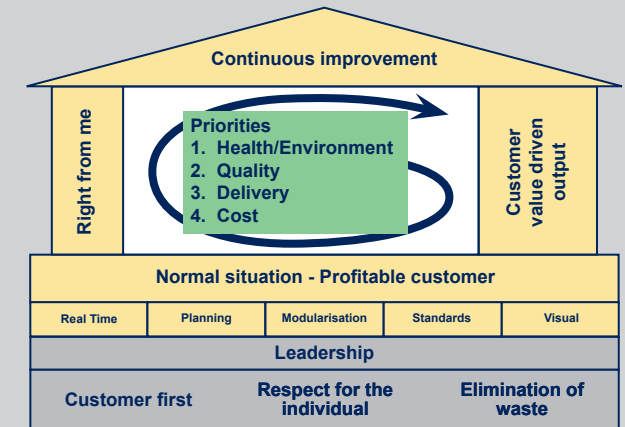 Continuous improvement
Right from me
Priorities
1. Health/Environment
2. Quality
3. Delivery
4. Cost
Customer
value driven
output
Normal situation - Profitable customer
Real Time
Planning
Modularisation
Standards
Visual
Leadership
Customer first
Respect for the
individual
Elimination of
waste